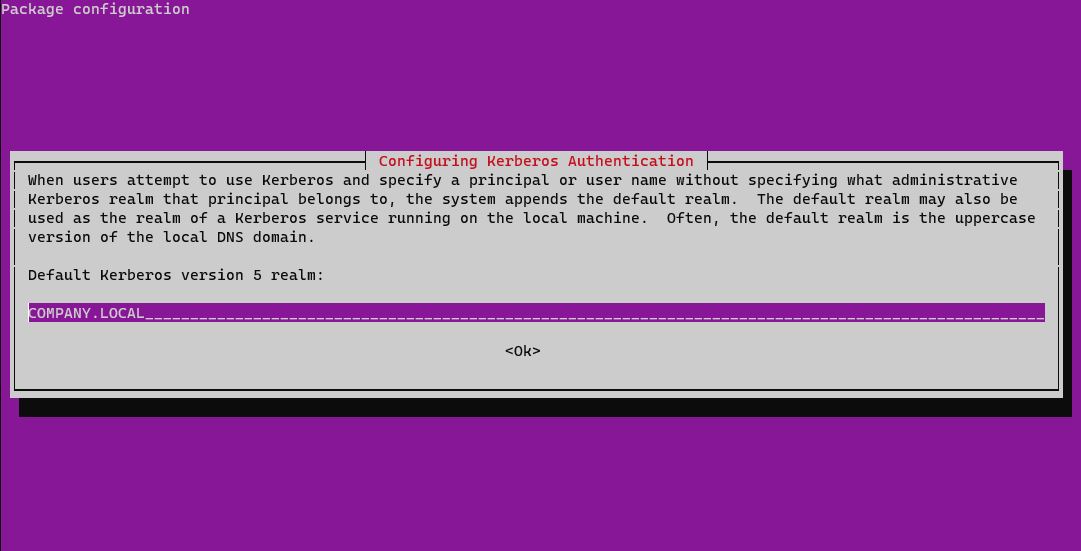 Package configuration
Configuring Kerberos Authentication
When users attempt to use Kerberos and specify a principal or user name without specifying what administrative
Kerberos realm that principal belongs to, the system appends the default realm.  The default realm may also be
used as the realm of a Kerberos service running on the local machine.  Often, the default realm is the uppercase
version of the local DNS domain.
Default Kerberos version 5 realm:
COMPANY.LOCAL____________________________________________________________________________________________________
<Ok>